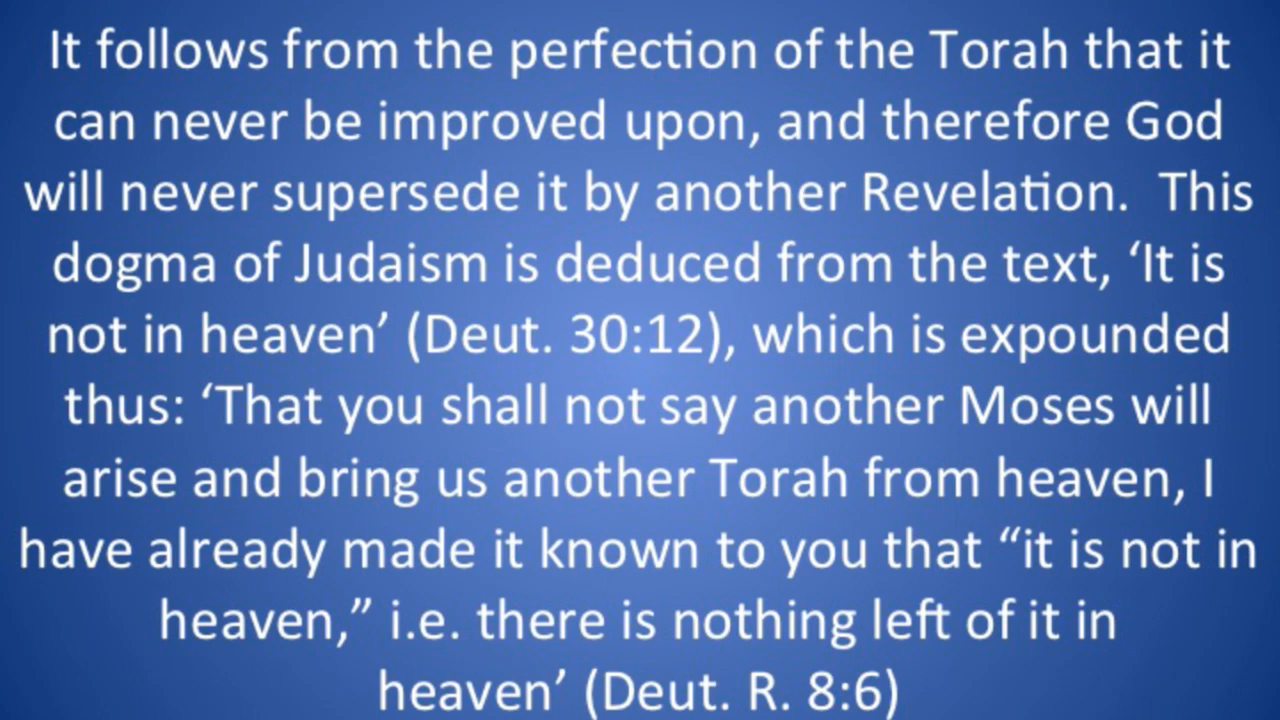 It follows from the perfection of the Torah that it
can never be improved upon, and therefore God
will never supersede it by another Revelation.  This
dogma of Judaism is deduced from the text, ‘It is
not in heaven’ (Deut. 30:12), which is expounded
thus: ‘That you shall not say another Moses will
arise and bring us another Torah from heaven, I
have already made it known to you that “it is not in
heaven,” i.e. there is nothing left of it in
heaven’ (Deut. R. 8:6)